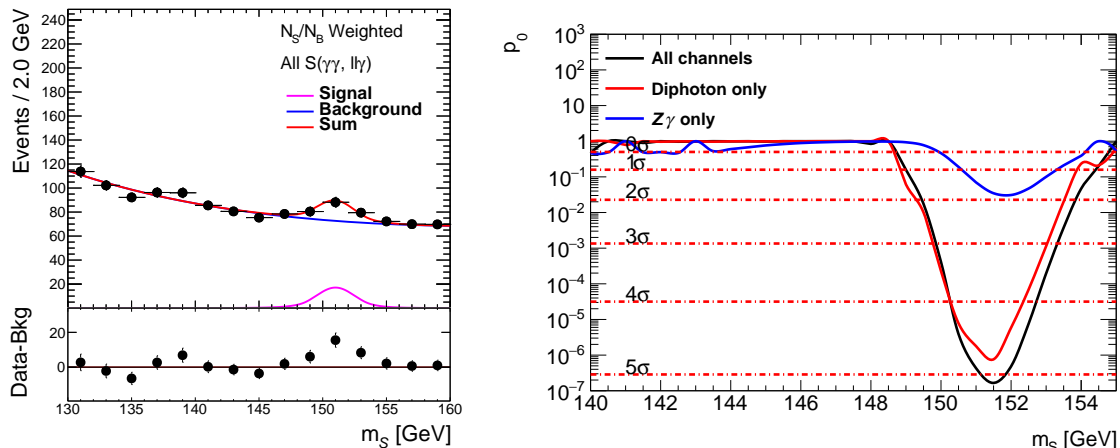 240
220
200
180
160
140
120
100
80
60
40
20
Events / 2.0 GeV
N_S/N_B Weighted
All S(γγ, llγ)
Signal
Background
Sum
20
0
Data-Bkg
130 135 140 145 150 155 160
m_S [GeV]
p_0
10^3
10^2
10
1
10^-1
10^-2
10^-3
10^-4
10^-5
10^-6
10^-7
All channels
Diphoton only
Zγ only
0σ
1σ
2σ
3σ
4σ
5σ
140 142 144 146 148 150 152 154
m_S [GeV]